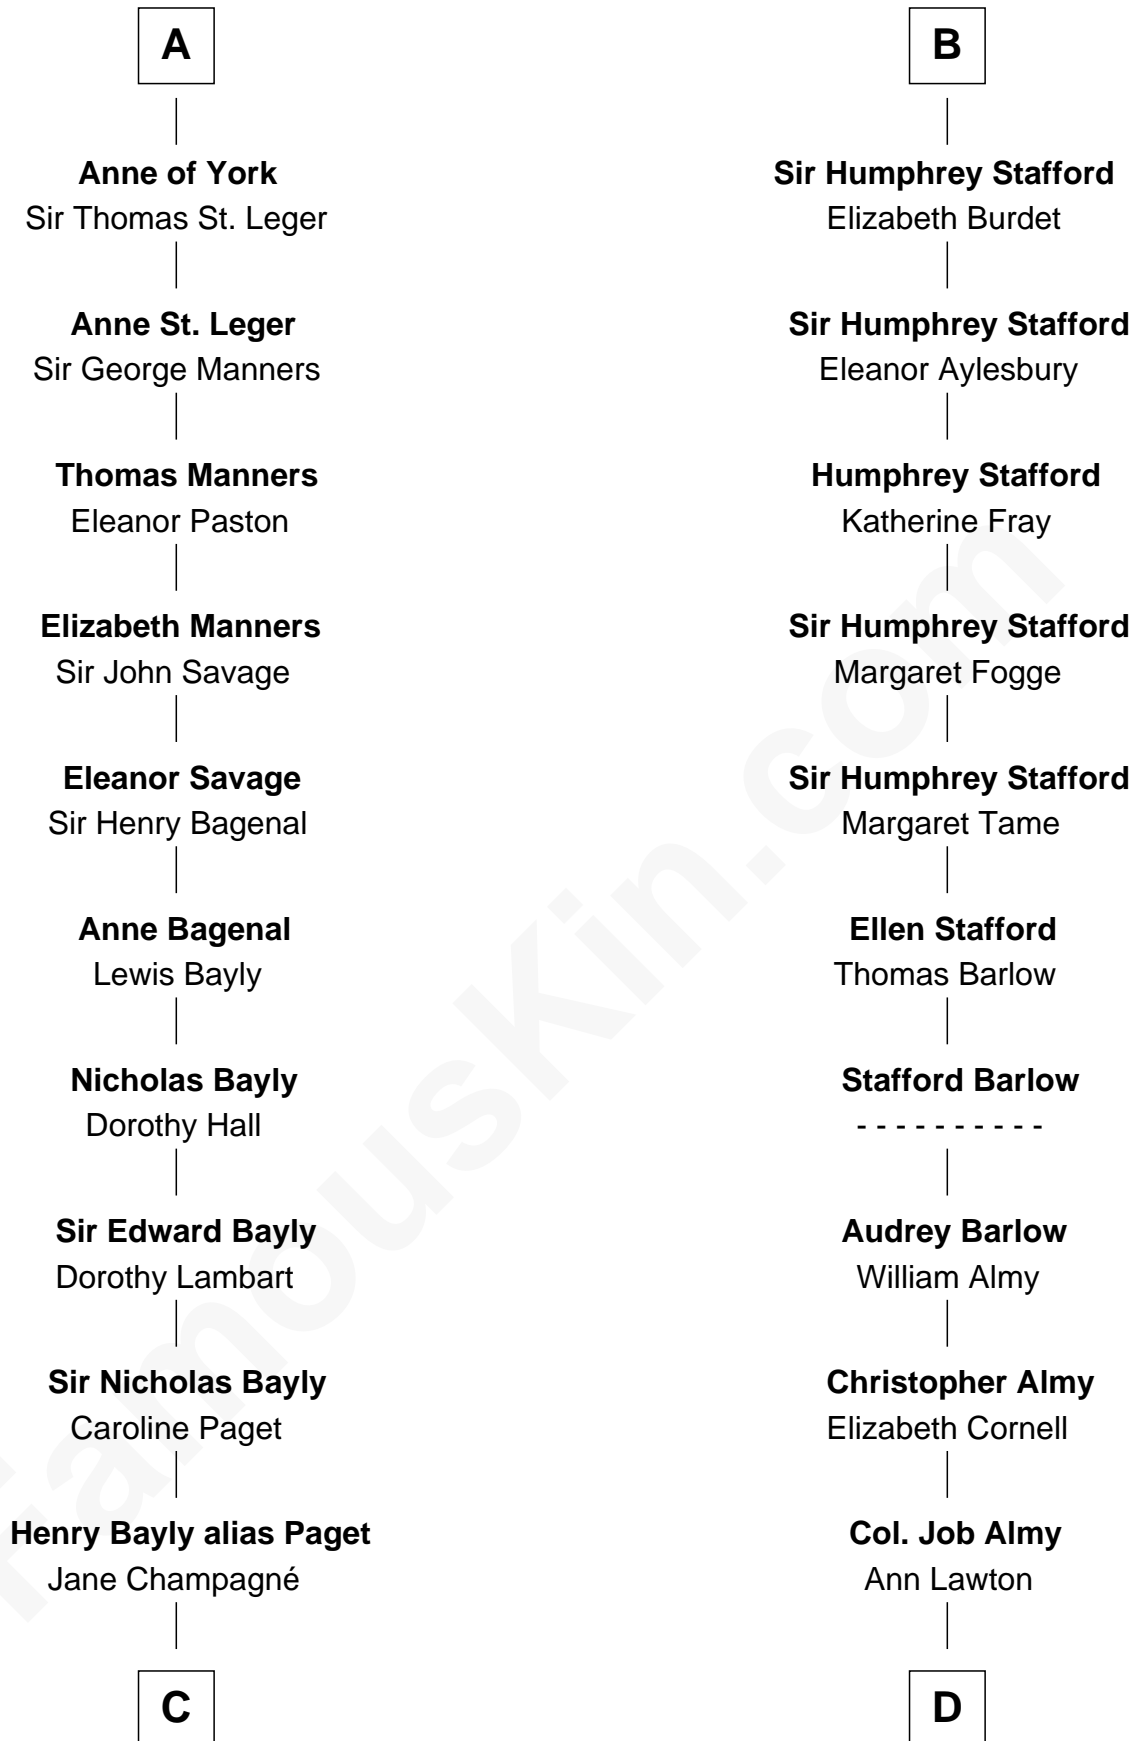 A
Anne of York
Sir Thomas St. Leger
Anne St. Leger
Sir George Manners
Thomas Manners
Eleanor Paston
Elizabeth Manners
Sir John Savage
Eleanor Savage
Sir Henry Bagenal
Anne Bagenal
Lewis Bayly
Nicholas Bayly
Dorothy Hall
Sir Edward Bayly
Dorothy Lambart
Sir Nicholas Bayly
Caroline Paget
Henry Bayly alias Paget
Jane Champagné
C
B
Sir Humphrey Stafford
Elizabeth Burdet
Sir Humphrey Stafford
Eleanor Aylesbury
Humphrey Stafford
Katherine Fray
Sir Humphrey Stafford
Margaret Fogge
Sir Humphrey Stafford
Margaret Tame
Ellen Stafford
Thomas Barlow
Stafford Barlow
- - - - - - - - - -
Audrey Barlow
William Almy
Christopher Almy
Elizabeth Cornell
Col. Job Almy
Ann Lawton
D
FamousKin.com